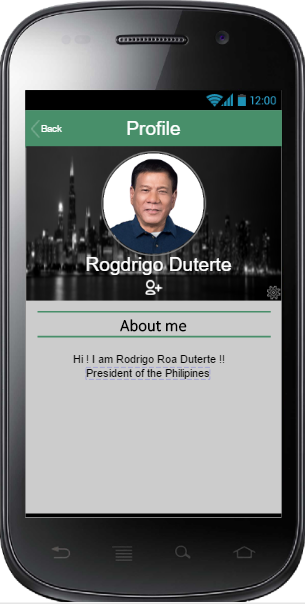 12:00
Back
Profile
Rogdrigo Duterte
About me
Hi ! I am Rodrigo Roa Duterte !!
President of the Philipines